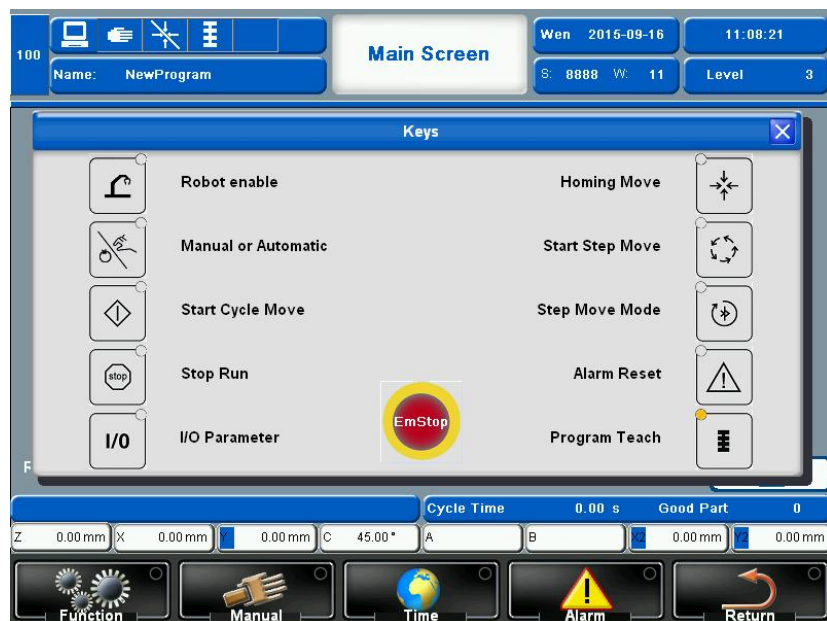 100
Main Screen
Wen 2015-09-16
11:08:21
Name: NewProgram
S: 8888 W: 11
Level 3
Keys
Robot enable
Homing Move
Manual or Automatic
Start Step Move
Start Cycle Move
Step Move Mode
stop
Stop Run
Alarm Reset
EmStop
I/O
I/O Parameter
Program Teach
F
Cycle Time 0.00 s Good Part 0
Z 0.00 mm X 0.00 mm Y 0.00 mm C 45.00° A B X2 0.00 mm Y2 0.00 mm
Function Manual Time Alarm Return